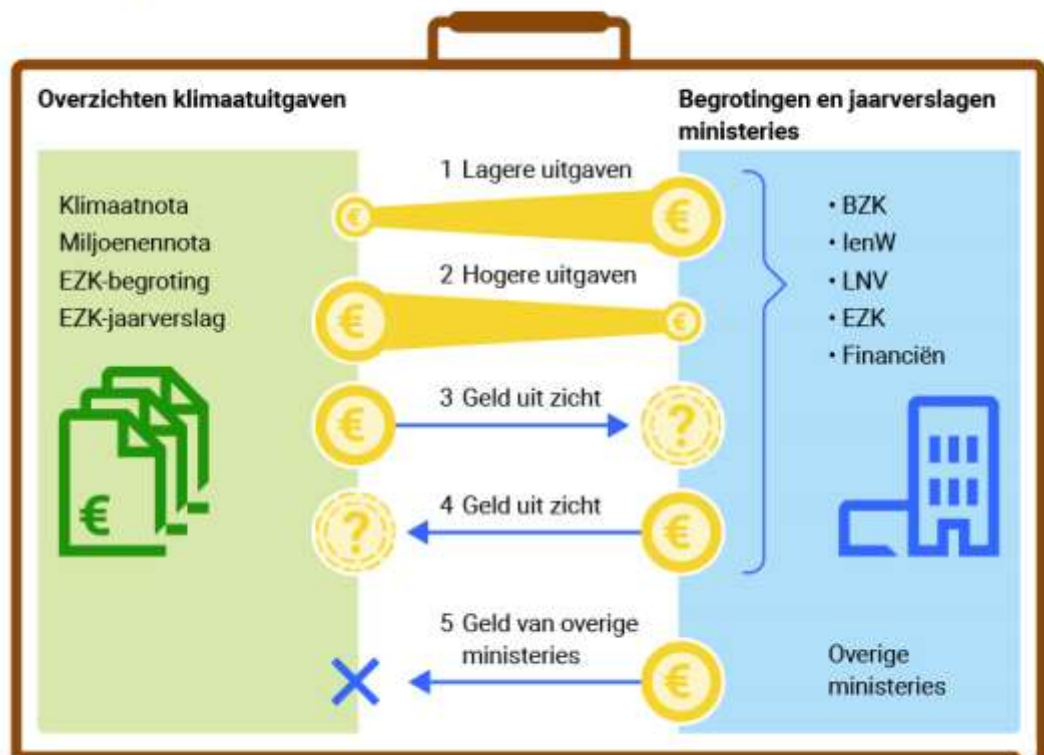 Overzichten klimaatuitgaven
Klimaatnota
Miljoenennota
EZK-begroting
EZK-jaarverslag
€
1 Lagere uitgaven
€ €
2 Hogere uitgaven
€ €
3 Geld uit zicht
€ ?
4 Geld uit zicht
? €
5 Geld van overige
ministeries
€
Begrotingen en jaarverslagen
ministeries
• BZK
• IenW
• LNV
• EZK
• Financiën
Overige
ministeries